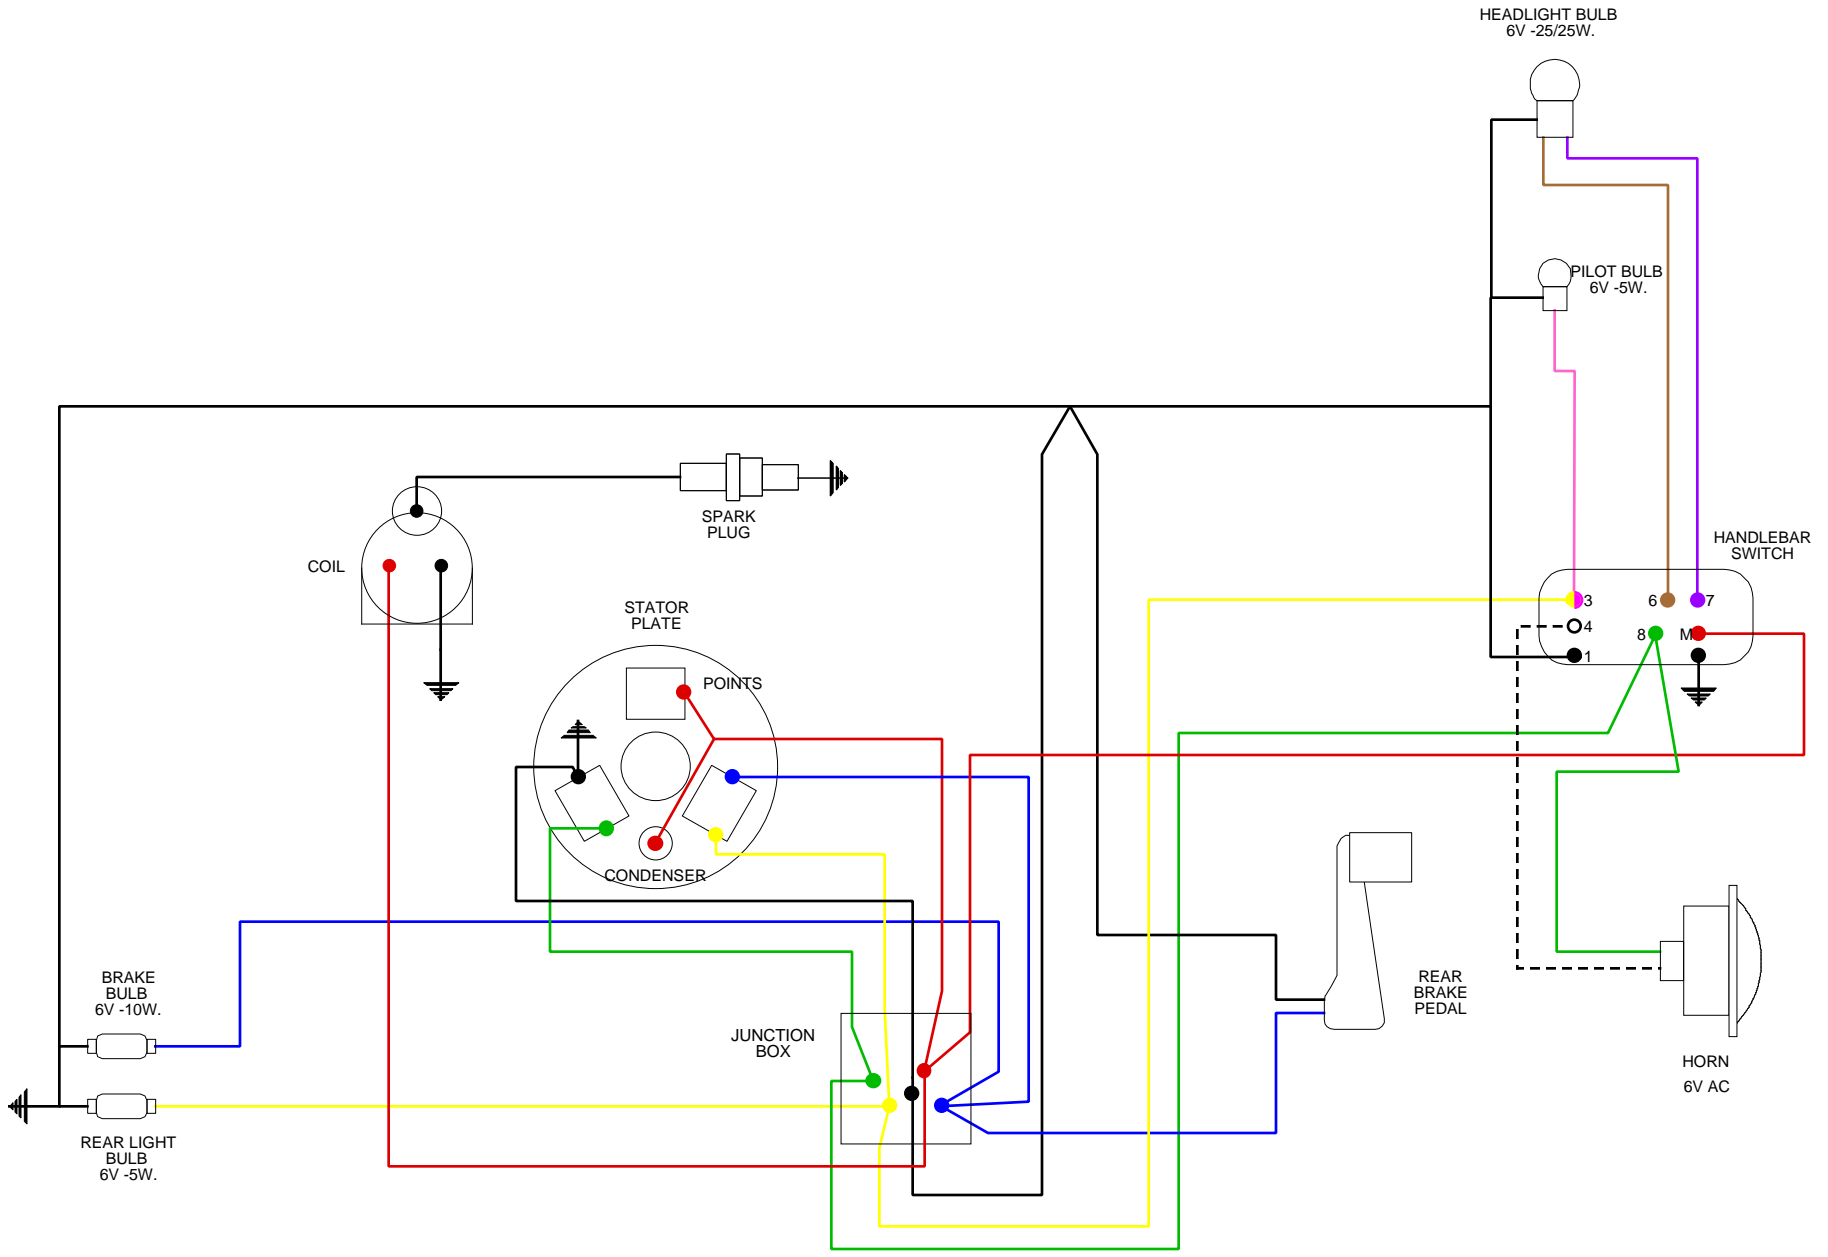 HEADLIGHT BULB
6V -25/25W.
PILOT BULB
6V -5W.
SPARK
PLUG
COIL
HANDLEBAR
SWITCH
STATOR
PLATE
3
6
7
4
8
M
1
POINTS
CONDENSER
BRAKE
BULB
6V -10W.
REAR
BRAKE
PEDAL
JUNCTION
BOX
HORN
6V AC
REAR LIGHT
BULB
6V -5W.